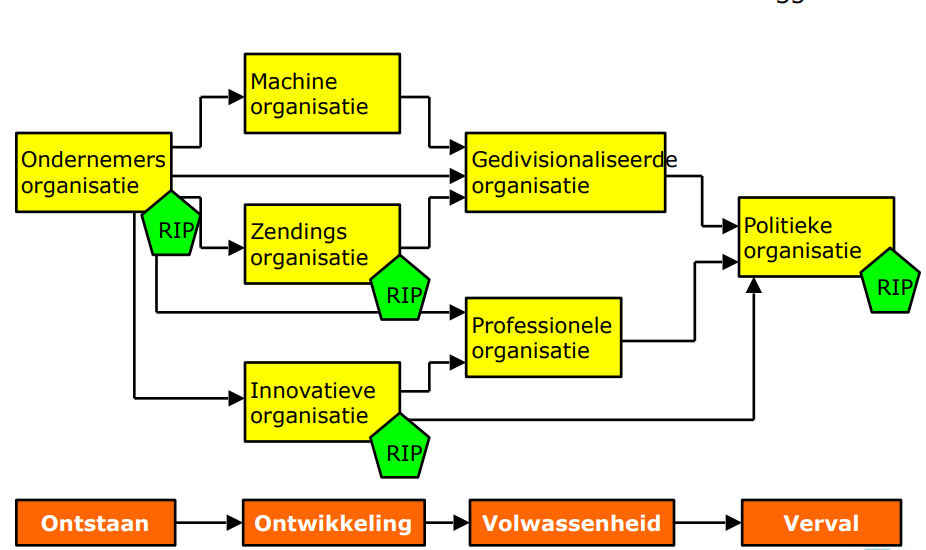 Machine
organisatie
Ondernemers
organisatie
RIP
Gedivisionaliseerde
organisatie
Zendings
organisatie
RIP
Politieke
organisatie
RIP
Professionele
organisatie
Innovatieve
organisatie
RIP
Ontstaan
Ontwikkeling
Volwassenheid
Verval